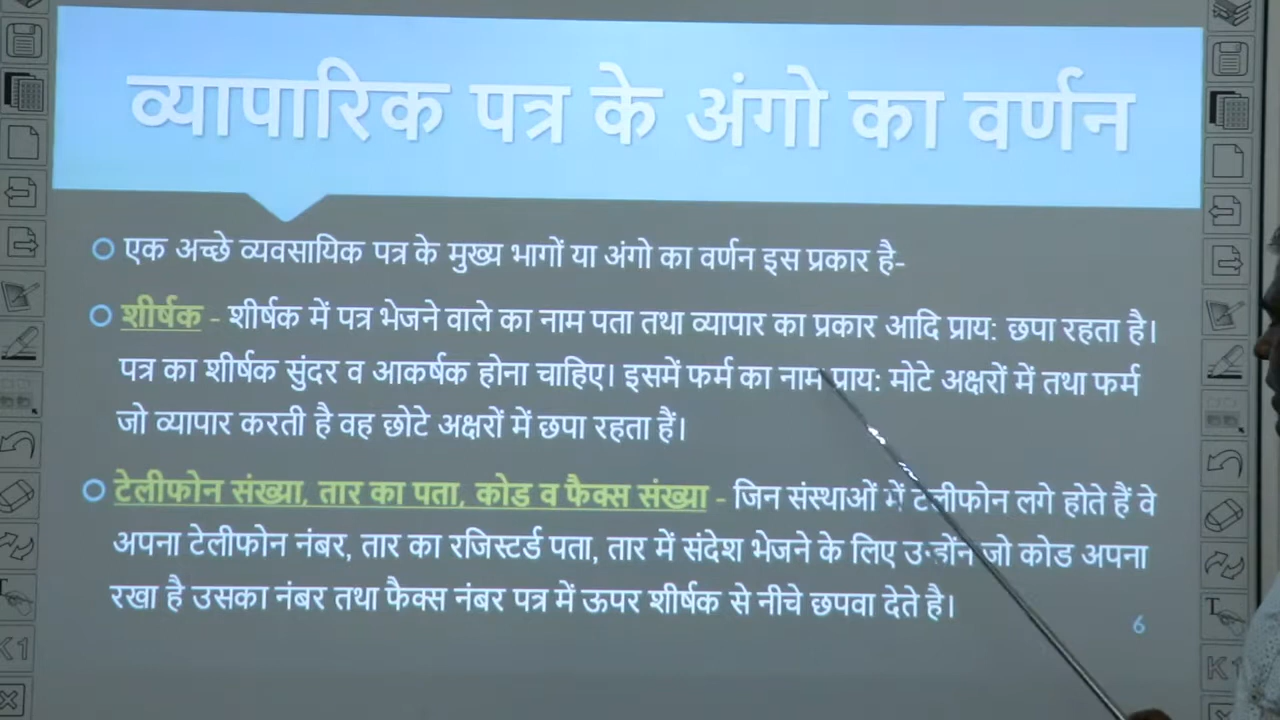 व्यापारिक पत्र के अंगो का वर्णन
एक अच्छे व्यवसायिक पत्र के मुख्य भागों या अंगो का वर्णन इस प्रकार है-
शीर्षक - शीर्षक में पत्र भेजने वाले का नाम पता तथा व्यापार का प्रकार आदि प्राय: छपा रहता है।
पत्र का शीर्षक सुंदर व आकर्षक होना चाहिए। इसमें फर्म का नाम प्राय: मोटे अक्षरों में तथा फर्म
जो व्यापार करती है वह छोटे अक्षरों में छपा रहता हैं।
टेलीफोन संख्या, तार का पता, कोड व फैक्स संख्या - जिन संस्थाओं में टेलीफोन लगे होते हैं वे
अपना टेलीफोन नंबर, तार का रजिस्टर्ड पता, तार में संदेश भेजने के लिए उन्होंने जो कोड अपना
रखा है उसका नंबर तथा फैक्स नंबर पत्र में ऊपर शीर्षक से नीचे छपवा देते है।
6
K1
K1